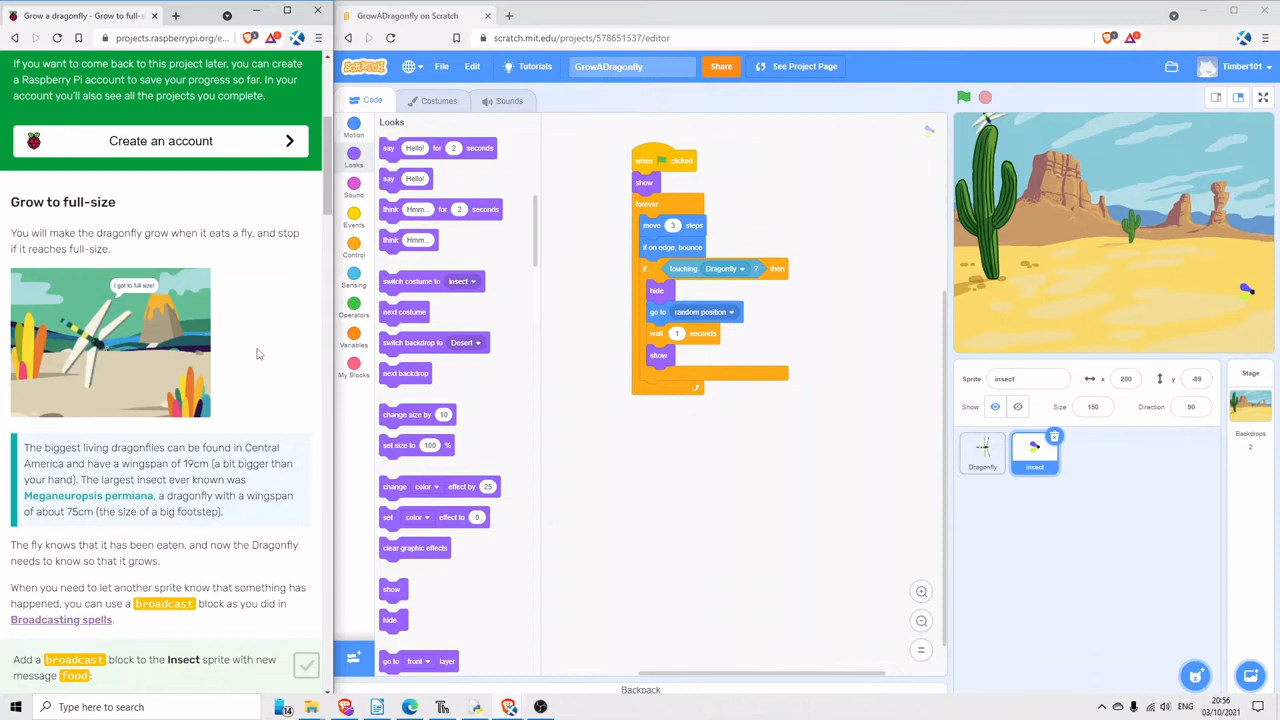 Grow a dragonfly - Grow to full-s
GrowADragonfly on Scratch
projects.raspberrypi.org/e...
scratch.mit.edu/projects/578651537/editor
If you want to come back to this project later, you can create
a Raspberry Pi account to save your progress so far. In your
account you'll also see all the projects you complete.
Create an account
Grow to full-size
You will make the dragonfly grow when it eats a fly, and stop
if it reaches full-size.
I got to full size!
The biggest living dragonflies can be found in Central
America and have a wingspan of 19cm (a bit bigger than
your hand). The largest insect ever known was
Meganeuropsis permiana, a dragonfly with a wingspan
of about 75cm (the size of a big footstep).
The fly knows that it has been eaten, and now the Dragonfly
needs to know so that it grows.
When you need to let another sprite know that something has
happened, you can use a broadcast block as you did in
Broadcasting spells.
Add a broadcast block to the Insect sprite with new
message food:
SCRATCH
File
Edit
Tutorials
GrowADragonfly
Share
See Project Page
Timber101
Code
Costumes
Sounds
Motion
Looks
Sound
Events
Control
Sensing
Operators
Variables
My Blocks
Looks
say Hello! for 2 seconds
say Hello!
think Hmm... for 2 seconds
think Hmm...
switch costume to insect
next costume
switch backdrop to Desert
next backdrop
change size by 10
set size to 100 %
change color effect by 25
set color effect to 0
clear graphic effects
show
hide
go to front layer
when clicked
show
forever
move 3 steps
if on edge, bounce
if touching Dragonfly ? then
hide
go to random position
wait 1 seconds
show
Sprite insect x 200 y -89
Show Size 100 Direction 90
Dragonfly
insect
Stage
Backdrops
2
Backpack
Type here to search
14
ENG
20:56
03/10/2021